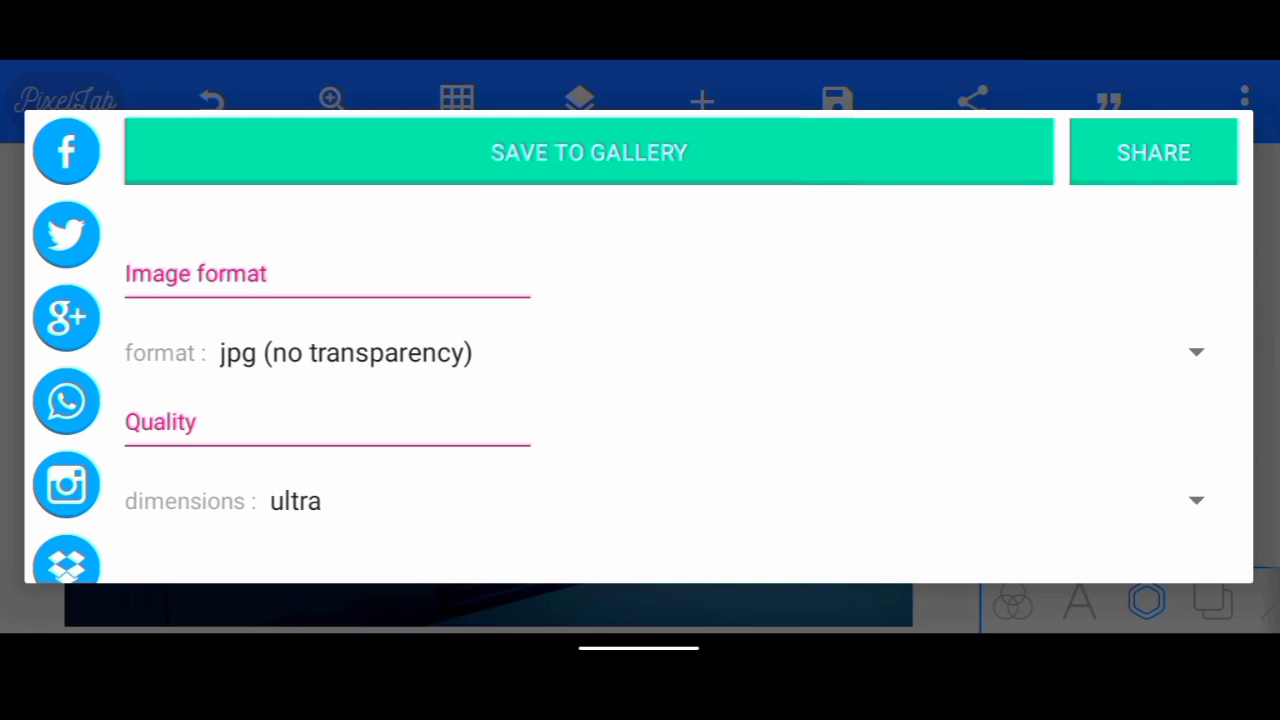 PixelLab
SAVE TO GALLERY
SHARE
Image format
format : jpg (no transparency)
Quality
dimensions : ultra